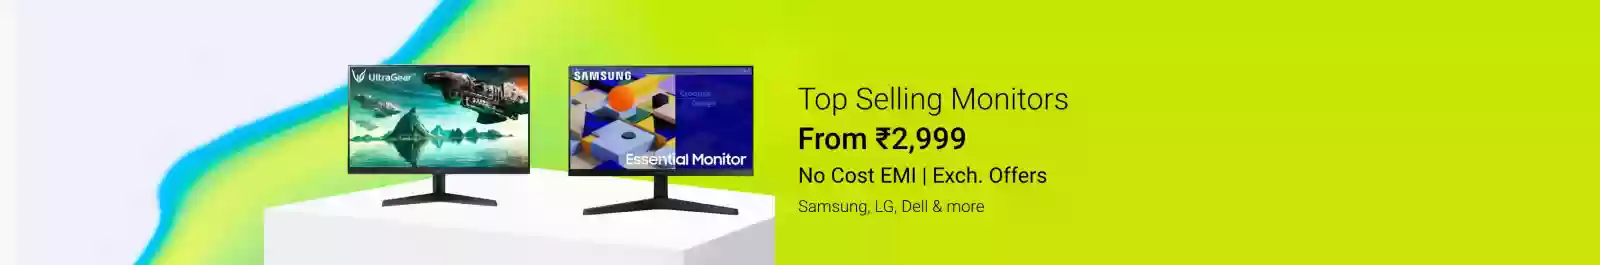 UltraGear
SAMSUNG
Essential Monitor
Top Selling Monitors
From ₹2,999
No Cost EMI | Exch. Offers
Samsung, LG, Dell & more